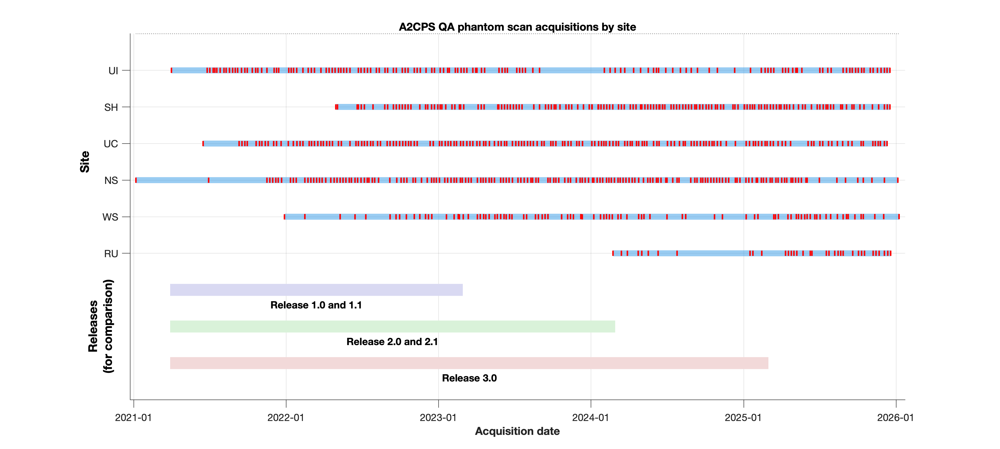 A2CPS QA phantom scan acquisitions by site
UI
SH
UC
NS
WS
RU
Site
Releases
(for comparison)
Release 1.0 and 1.1
Release 2.0 and 2.1
Release 3.0
2021-01
2022-01
2023-01
2024-01
2025-01
2026-01
Acquisition date